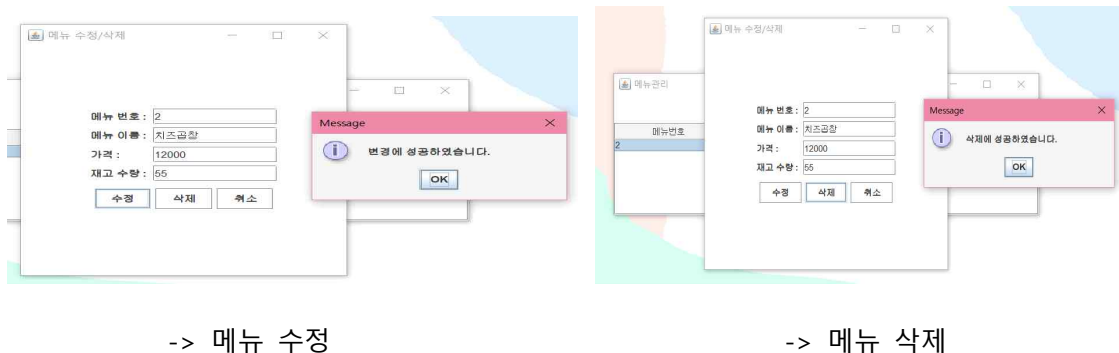 메뉴 수정/삭제
메뉴 번호 : 2
메뉴 이름 : 치즈곱창
가격 : 12000
재고 수량 : 55
수정 삭제 취소
Message
변경에 성공하였습니다.
OK
메뉴 수정/삭제
메뉴관리
메뉴번호
2
메뉴 번호 : 2
메뉴 이름 : 치즈곱창
가격 : 12000
재고 수량 : 55
수정 삭제 취소
Message
삭제에 성공하였습니다.
OK
-> 메뉴 수정
-> 메뉴 삭제